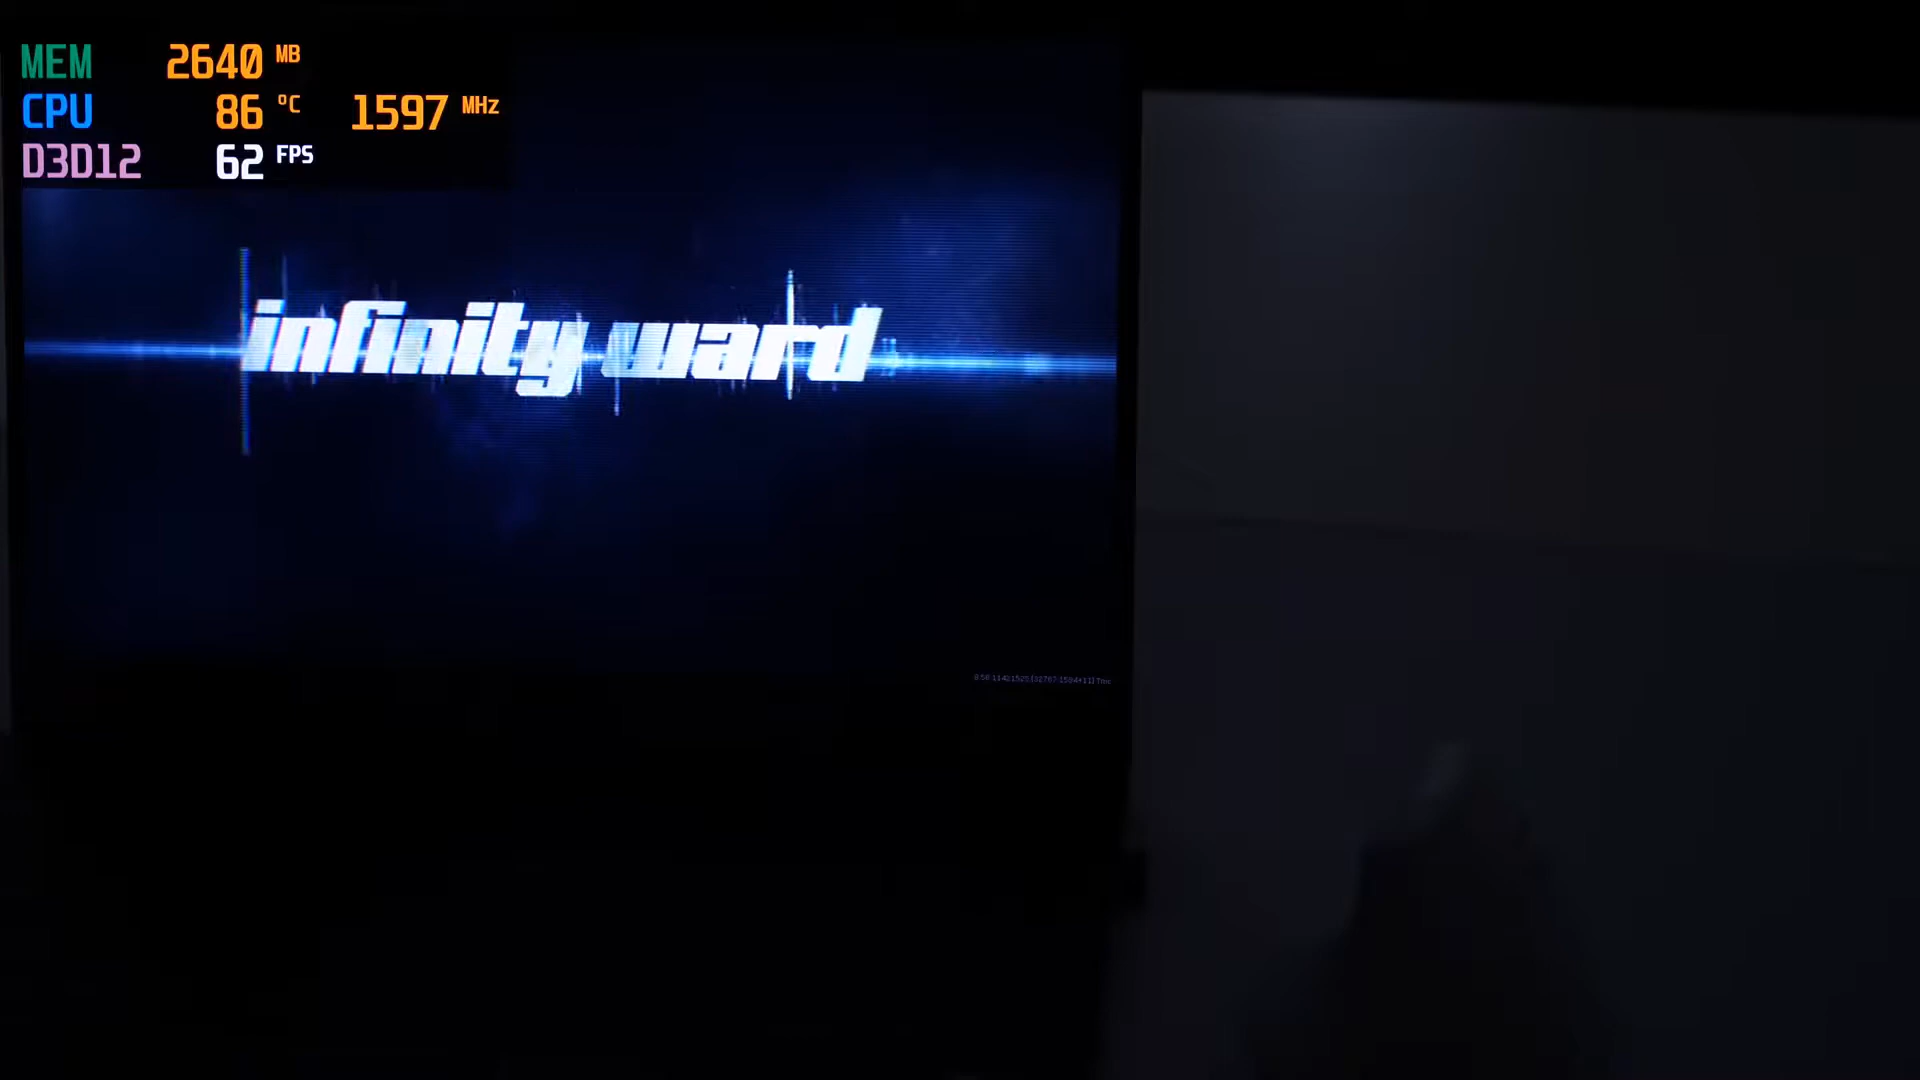 MEM 2640 MB
CPU 86 °C 1597 MHz
D3D12 62 FPS
infinity ward